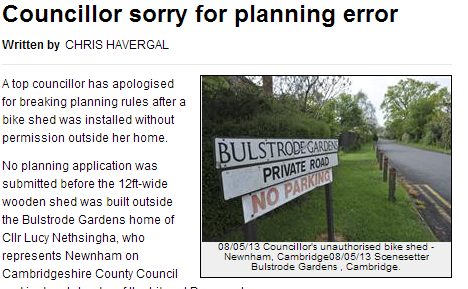 Councillor sorry for planning error
Written by CHRIS HAVERGAL
A top councillor has apologised
for breaking planning rules after a
bike shed was installed without
permission outside her home.
No planning application was
submitted before the 12ft-wide
wooden shed was built outside
the Bulstrode Gardens home of
Cllr Lucy Nethsingha, who
represents Newnham on
Cambridgeshire County Council
BULSTRODE GARDENS
PRIVATE ROAD
NO PARKING
08/05/13 Councillor's unauthorised bike shed -
Newnham, Cambridge08/05/13 Scenesetter
Bulstrode Gardens , Cambridge.